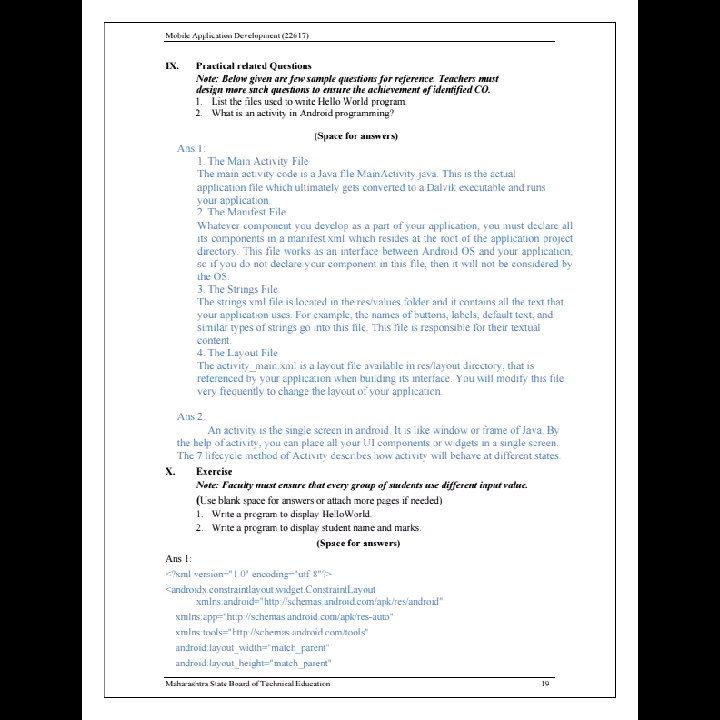 Mobile Application Development (22617)
IX. Practical related Questions
Note: Below given are few sample questions for reference. Teachers must
design more such questions to ensure the achievement of identified CO.
1. List the files used to write Hello World program.
2. What is an activity in Android programming?
(Space for answers)
Ans 1:
1. The Main Activity File
The main activity code is a Java file MainActivity.java. This is the actual
application file which ultimately gets converted to a Dalvik executable and runs
your application.
2. The Manifest File
Whatever component you develop as a part of your application, you must declare all
its components in a manifest.xml which resides at the root of the application project
directory. This file works as an interface between Android OS and your application,
so if you do not declare your component in this file, then it will not be considered by
the OS.
3. The Strings File
The strings.xml file is located in the res/values folder and it contains all the text that
your application uses. For example, the names of buttons, labels, default text, and
similar types of strings go into this file. This file is responsible for their textual
content.
4. The Layout File
The activity_main.xml is a layout file available in res/layout directory, that is
referenced by your application when building its interface. You will modify this file
very frequently to change the layout of your application.
Ans 2:
An activity is the single screen in android. It is like window or frame of Java. By
the help of activity, you can place all your UI components or widgets in a single screen.
The 7 lifecycle method of Activity describes how activity will behave at different states.
X. Exercise
Note: Faculty must ensure that every group of students use different input value.
(Use blank space for answers or attach more pages if needed)
1. Write a program to display HelloWorld.
2. Write a program to display student name and marks.
(Space for answers)
Ans 1:
<?xml version="1.0" encoding="utf-8"?>
<androidx.constraintlayout.widget.ConstraintLayout
xmlns:android="http://schemas.android.com/apk/res/android"
xmlns:app="http://schemas.android.com/apk/res-auto"
xmlns:tools="http://schemas.android.com/tools"
android:layout_width="match_parent"
android:layout_height="match_parent"
Maharashtra State Board of Technical Education 19